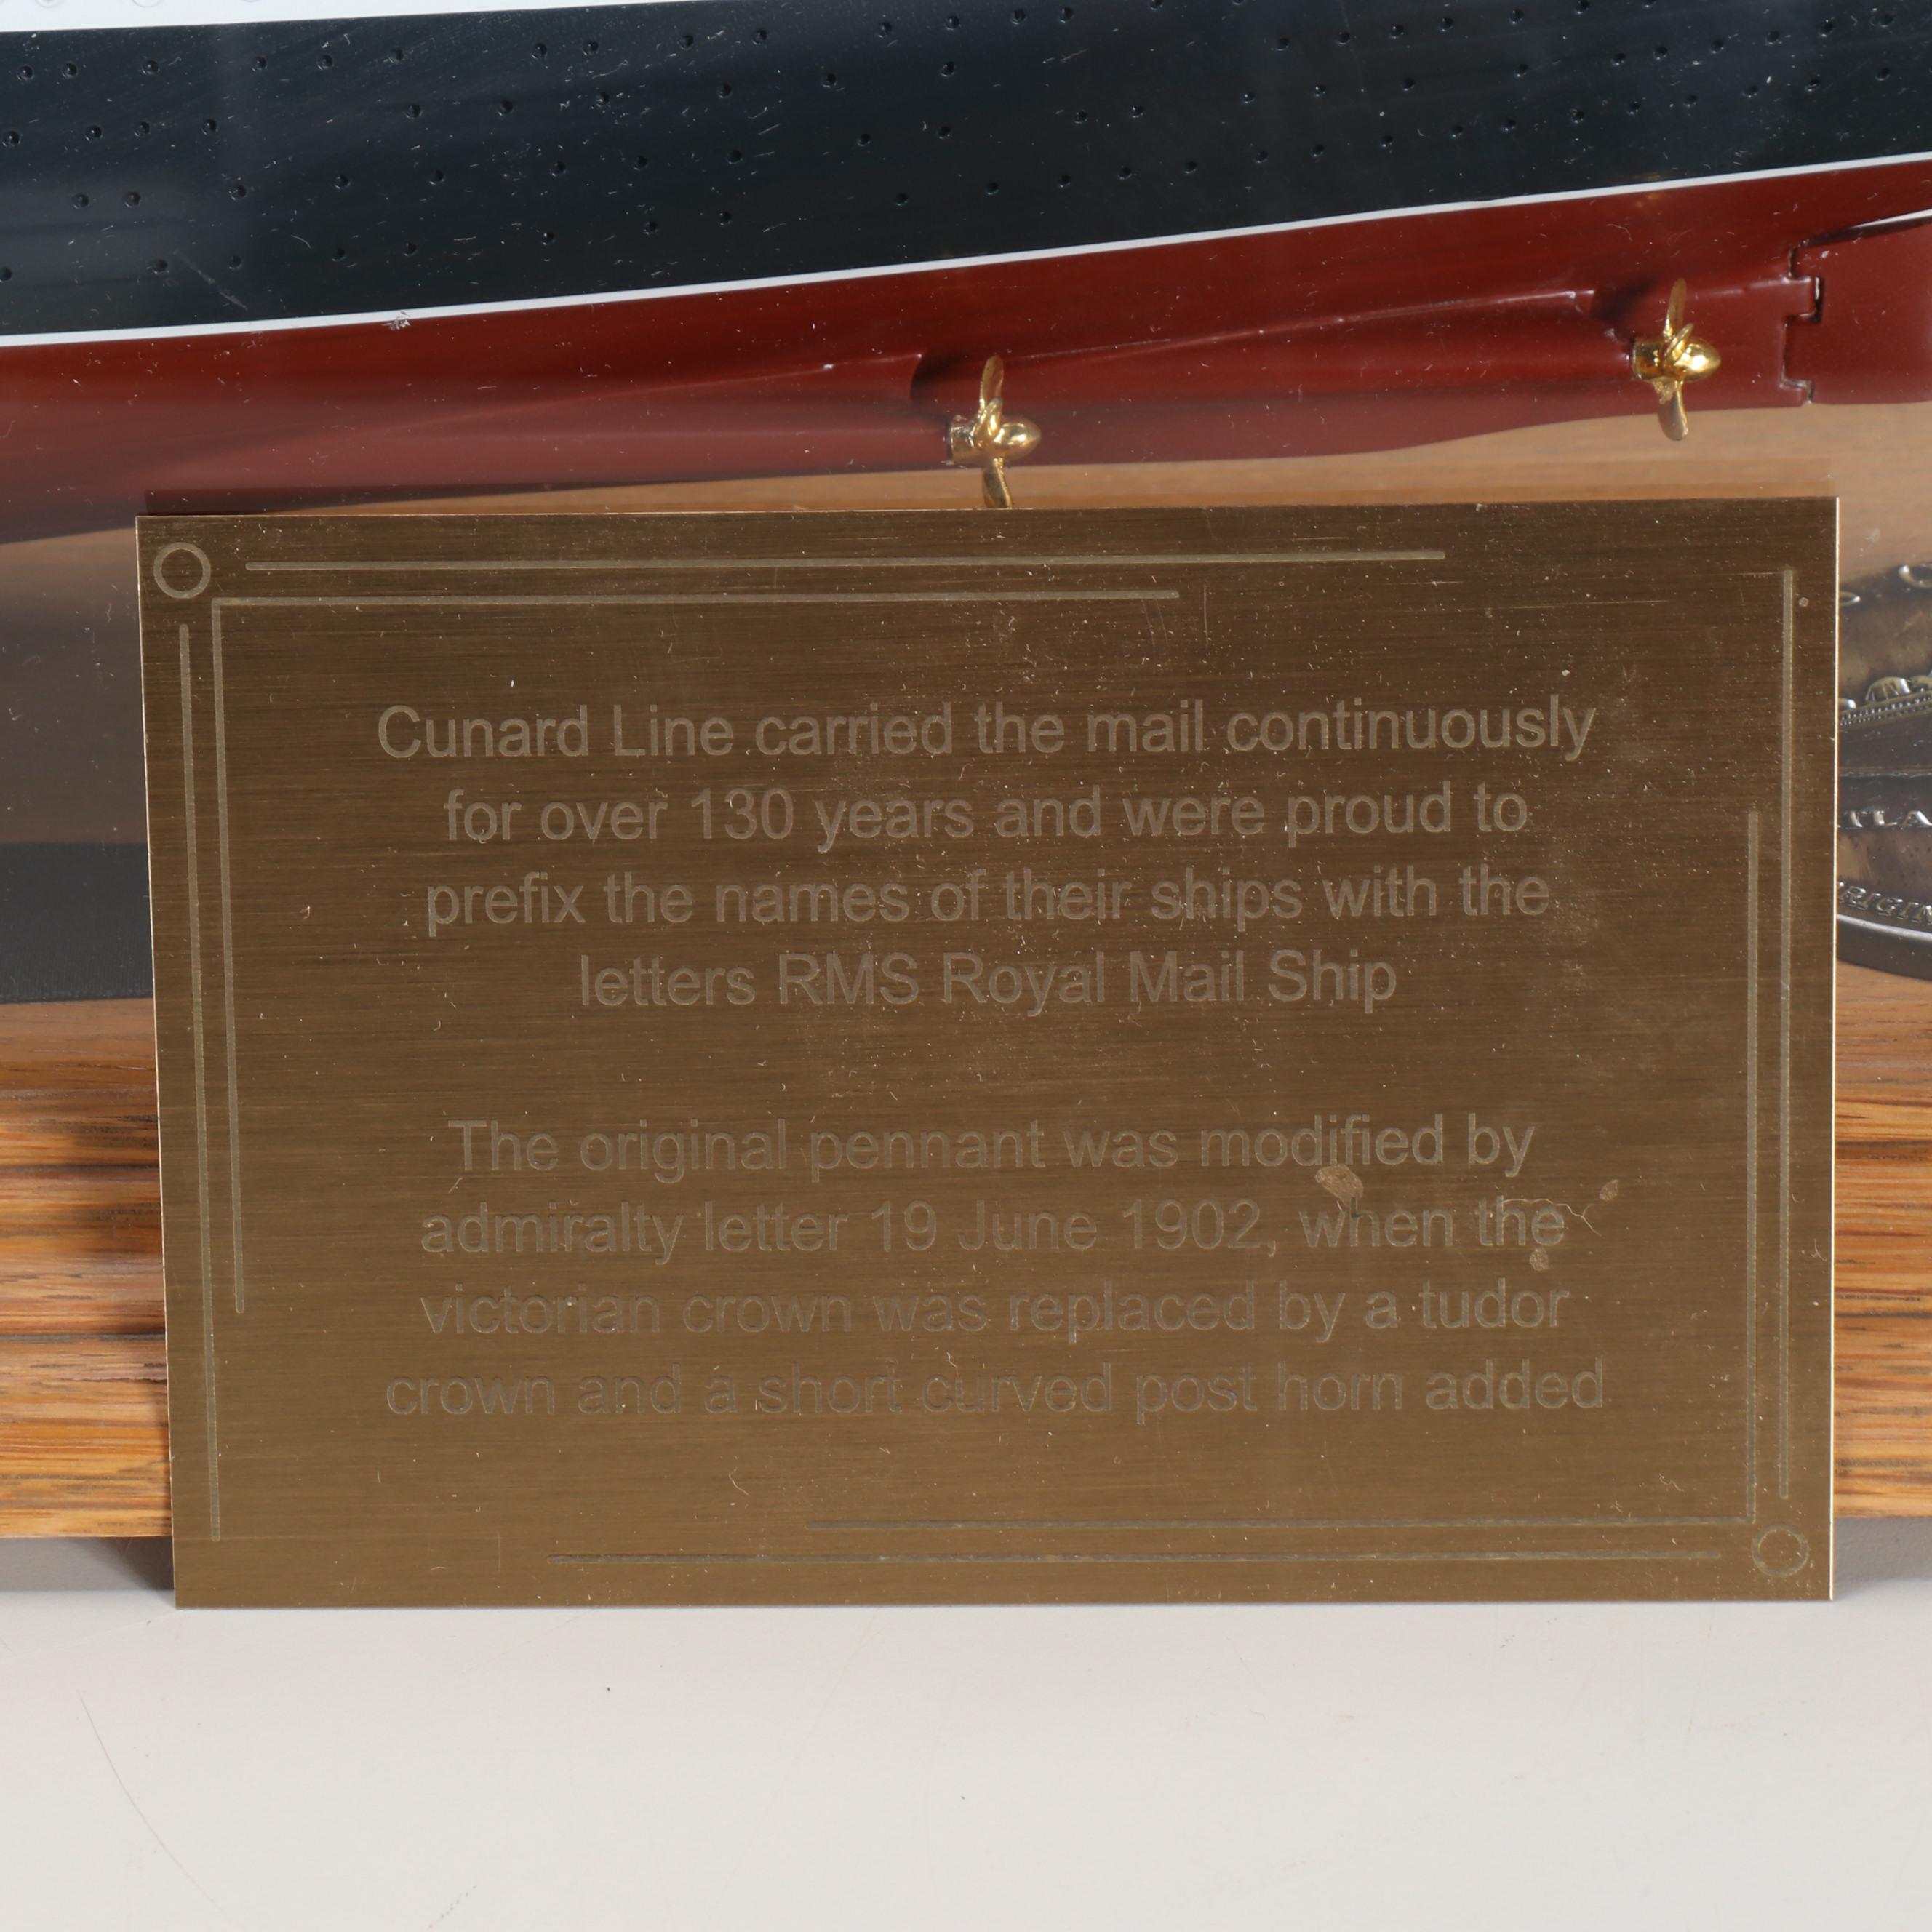 Cunard Line carried the mail continuously
for over 130 years and were proud to
prefix the names of their ships with the
letters RMS Royal Mail Ship
The original pennant was modified by
admiralty letter 19 June 1902, when the
victorian crown was replaced by a tudor
crown and a short curved post horn added